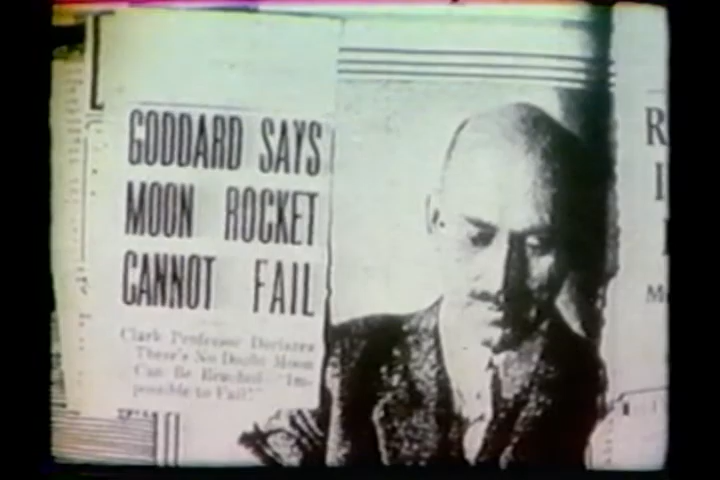 GODDARD SAYS
MOON ROCKET
CANNOT FAIL
Clark Professor Declares
There's No Doubt Moon
Can Be Reached "Im-
possible to Fail"
R
I
M